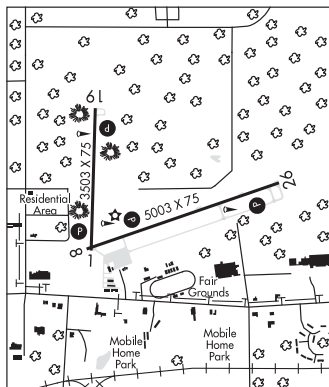 19
P
3503 X 75
26
5003 X 75
P
P
Residential
Area
P
8
1
Fair
Grounds
Mobile
Home
Park
Mobile
Home
Park